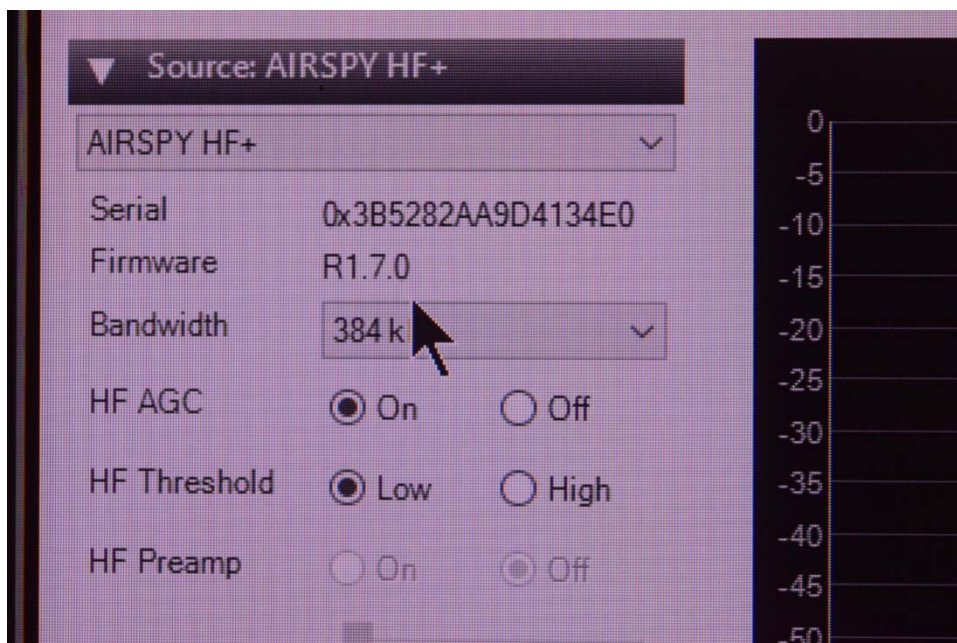 Source: AIRSPY HF+
AIRSPY HF+
Serial 0x3B5282AA9D4134E0
Firmware R1.7.0
Bandwidth 384 k
HF AGC On Off
HF Threshold Low High
HF Preamp On Off
0
-5
-10
-15
-20
-25
-30
-35
-40
-45
-50